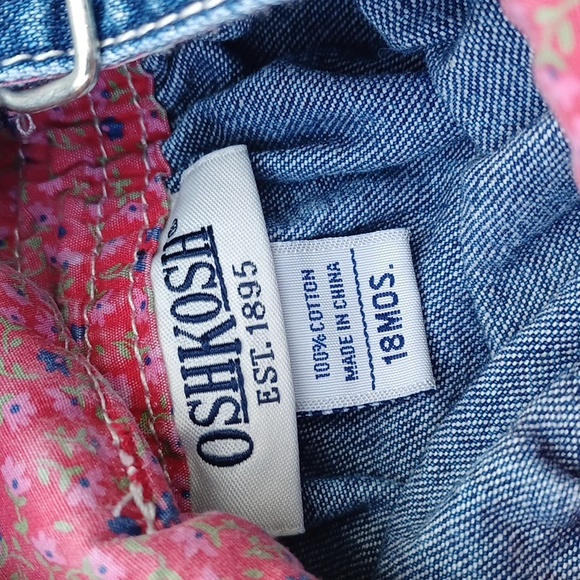 OSHKOSH®
EST. 1895
100% COTTON
MADE IN CHINA
18MOS.